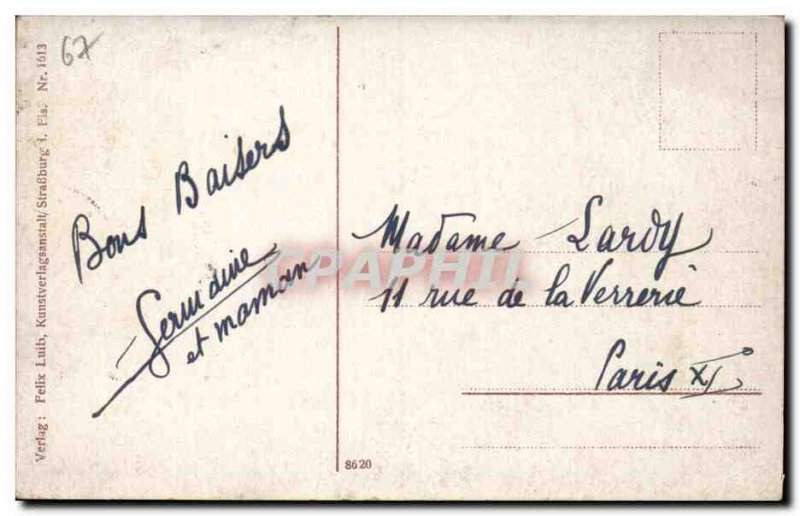 67
Verlag: Felix Luib, Kunstverlagsanstalt/Straßburg i. Els. Nr. 1613
Bons Baisers
Germaine
et maman
Madame Lardy
11 rue de la Verrerie
Paris XI°
8620
CPAPHIL